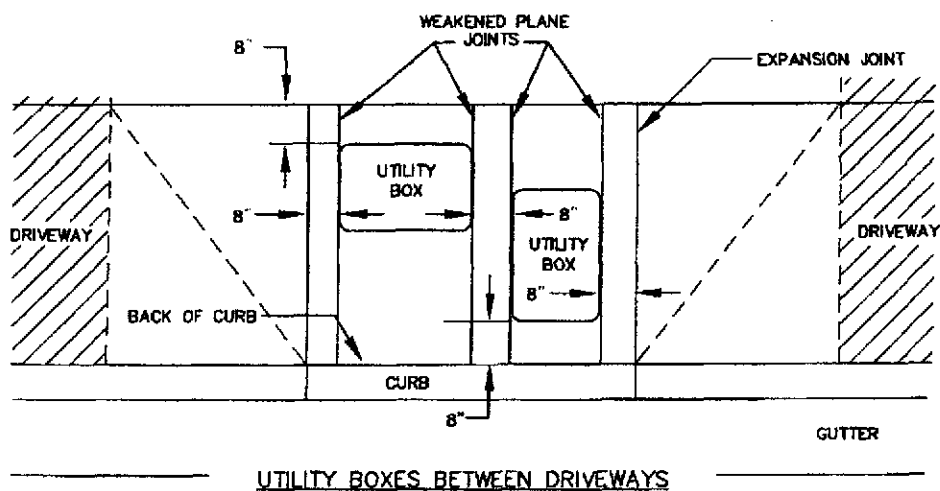 WEAKENED PLANE
JOINTS
8"
EXPANSION JOINT
UTILITY
BOX
8"
8"
DRIVEWAY
UTILITY
BOX
DRIVEWAY
8"
BACK OF CURB
CURB
8"
GUTTER
UTILITY BOXES BETWEEN DRIVEWAYS